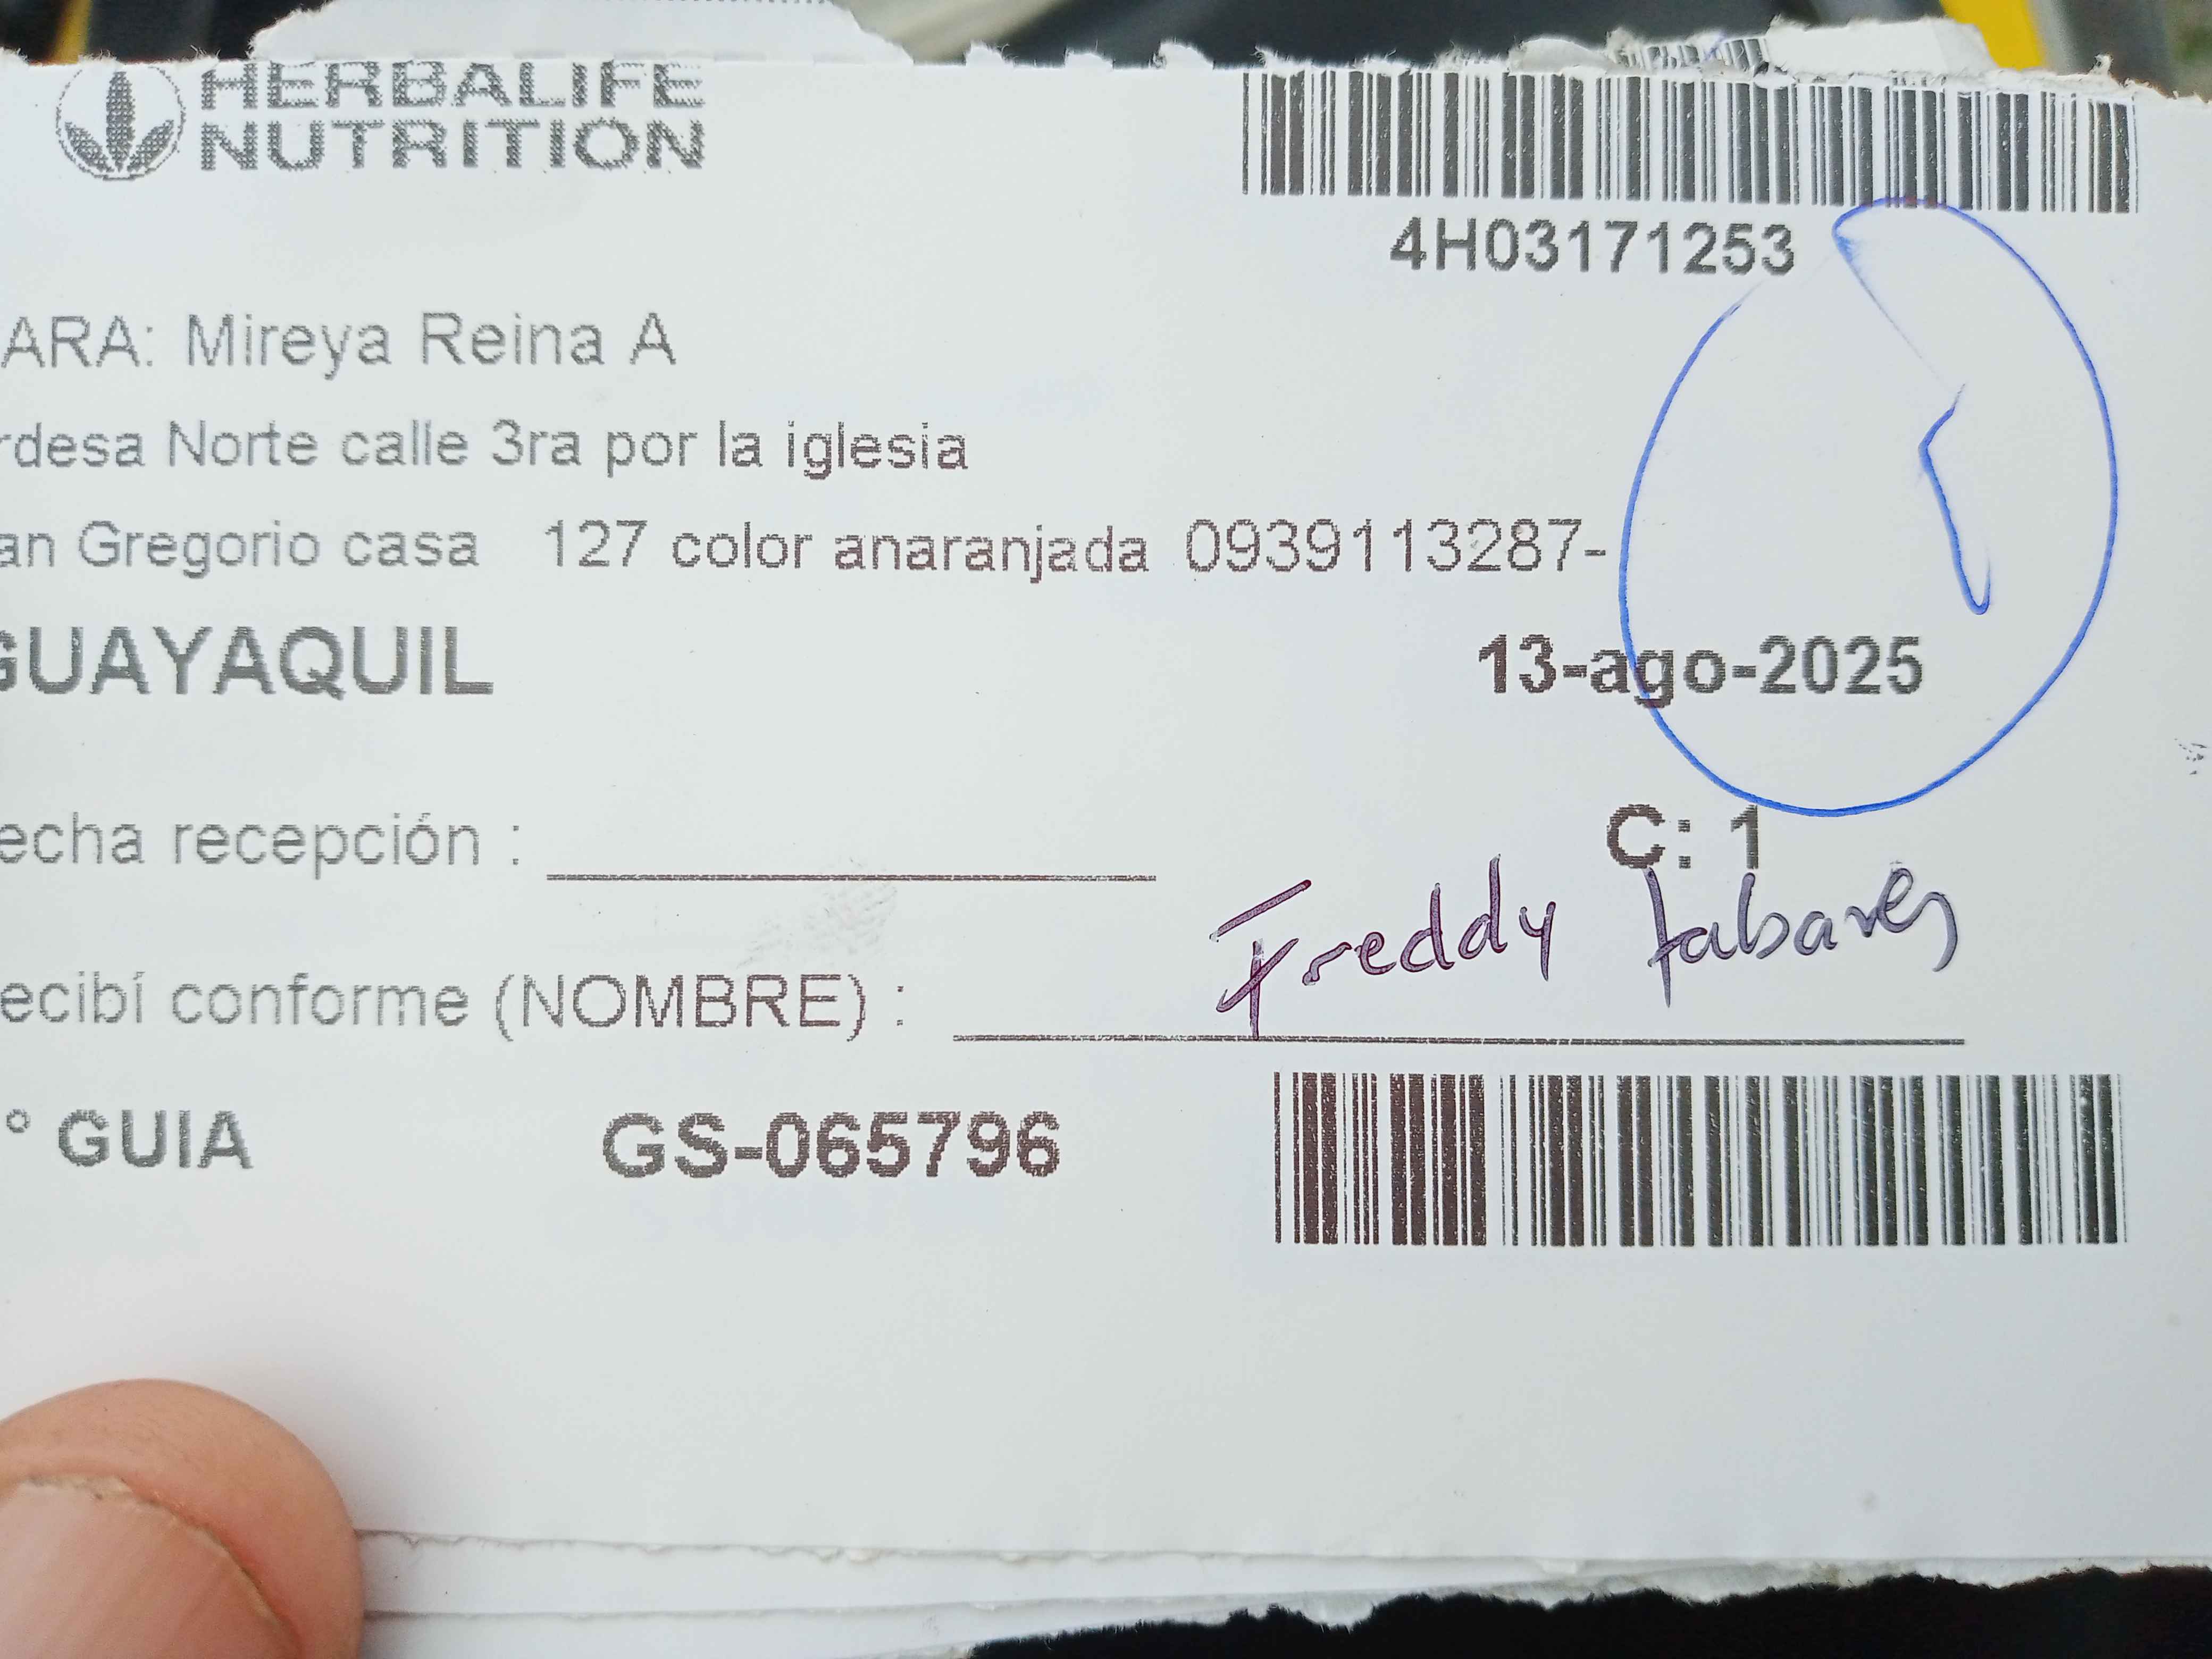 HERBALIFE
NUTRITION
4H03171253
ARA: Mireya Reina A
rdesa Norte calle 3ra por la iglesia
an Gregorio casa 127 color anaranjada 0939113287-
GUAYAQUIL
13-ago-2025
echa recepción :
C: 1
Freddy Tabares
ecibí conforme (NOMBRE) :
° GUIA GS-065796